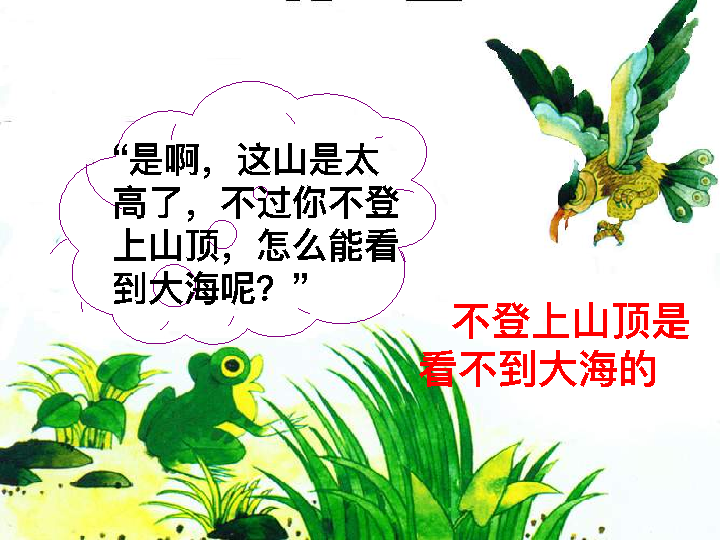 “是啊，这山是太
高了，不过你不登
上山顶，怎么能看
到大海呢？”
不登上山顶是
看不到大海的